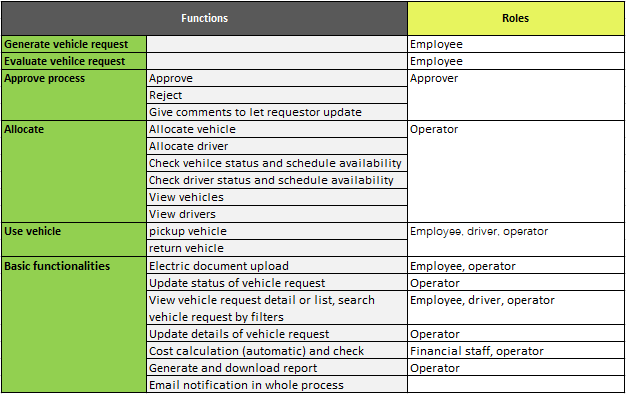 Functions Roles
Generate vehicle request Employee
Evaluate vehilce request Employee
Approve process Approve Approver
Reject
Give comments to let requestor update
Allocate Allocate vehicle Operator
Allocate driver
Check vehilce status and schedule availability
Check driver status and schedule availability
View vehicles
View drivers
Use vehicle pickup vehicle Employee, driver, operator
return vehicle
Basic functionalities Electric document upload Employee, operator
Update status of vehicle request Operator
View vehicle request detail or list, search Employee, driver, operator
vehicle request by filters
Update details of vehicle request Operator
Cost calculation (automatic) and check Financial staff, operator
Generate and download report Operator
Email notification in whole process